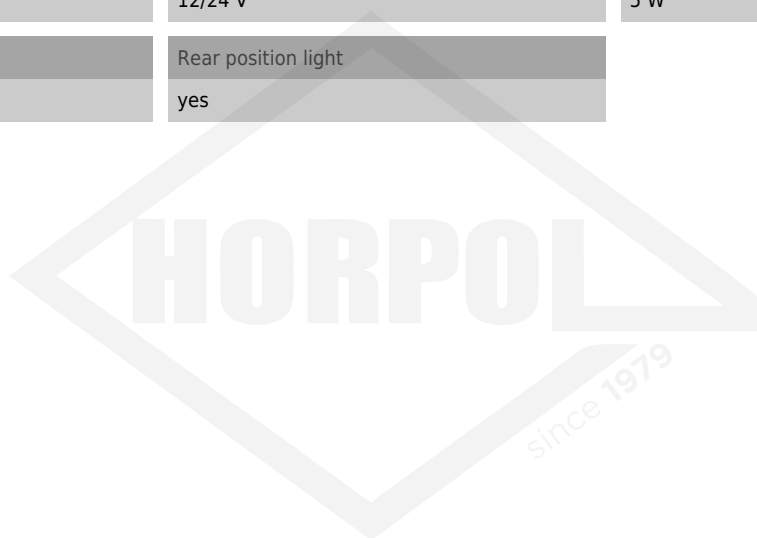 12/24 V
5 W
Rear position light
yes
HORPOL
since 1979